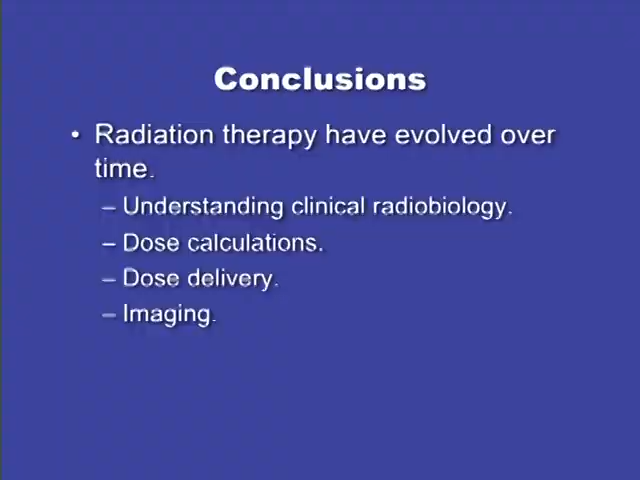 Conclusions
• Radiation therapy have evolved over
time.
– Understanding clinical radiobiology.
– Dose calculations.
– Dose delivery.
– Imaging.